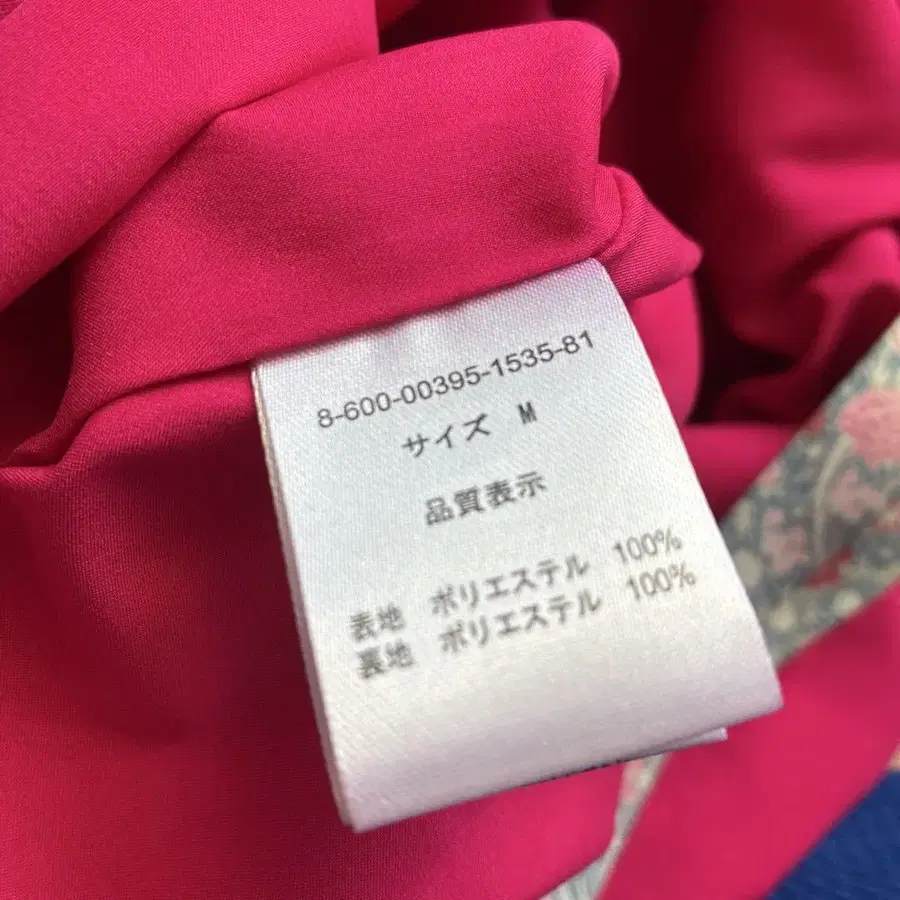 8-600-00395-1535-81
サイズ M
品質表示
表地 ポリエステル 100%
裏地 ポリエステル 100%